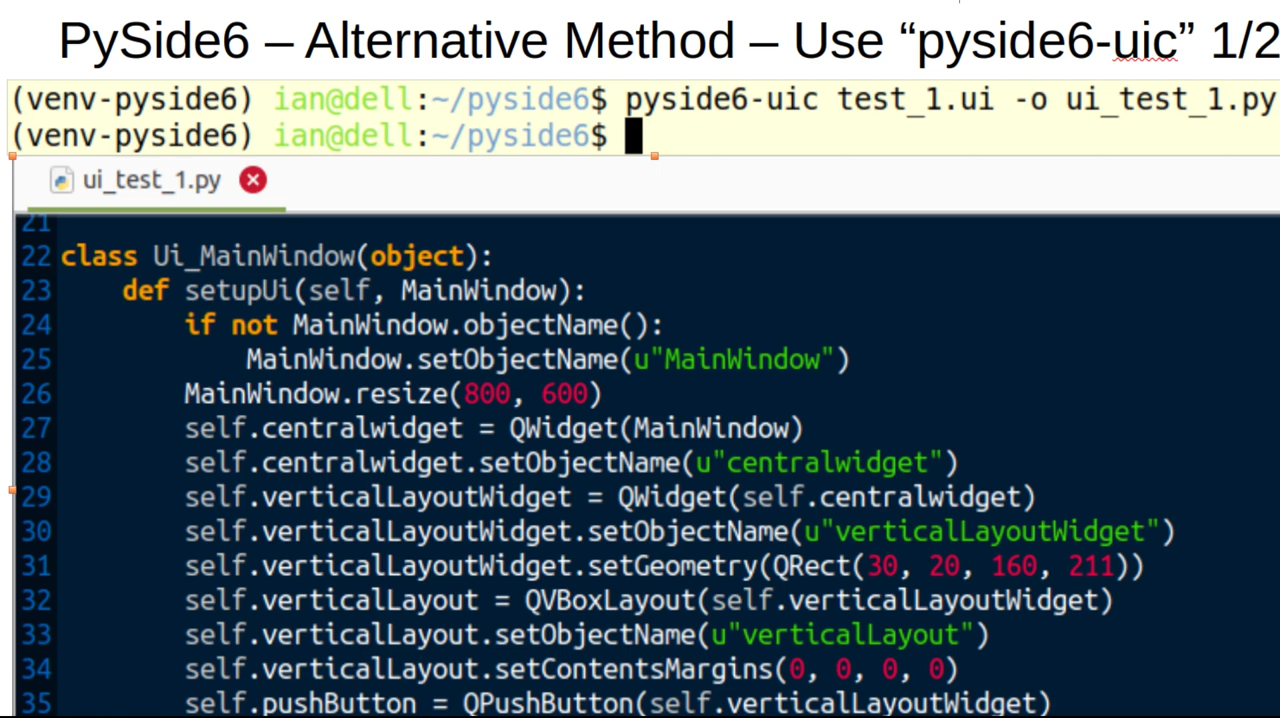 PySide6 – Alternative Method – Use “pyside6-uic” 1/2
(venv-pyside6) ian@dell:~/pyside6$ pyside6-uic test_1.ui -o ui_test_1.py
(venv-pyside6) ian@dell:~/pyside6$
ui_test_1.py
21
22 class Ui_MainWindow(object):
23     def setupUi(self, MainWindow):
24         if not MainWindow.objectName():
25             MainWindow.setObjectName(u"MainWindow")
26         MainWindow.resize(800, 600)
27         self.centralwidget = QWidget(MainWindow)
28         self.centralwidget.setObjectName(u"centralwidget")
29         self.verticalLayoutWidget = QWidget(self.centralwidget)
30         self.verticalLayoutWidget.setObjectName(u"verticalLayoutWidget")
31         self.verticalLayoutWidget.setGeometry(QRect(30, 20, 160, 211))
32         self.verticalLayout = QVBoxLayout(self.verticalLayoutWidget)
33         self.verticalLayout.setObjectName(u"verticalLayout")
34         self.verticalLayout.setContentsMargins(0, 0, 0, 0)
35         self.pushButton = QPushButton(self.verticalLayoutWidget)